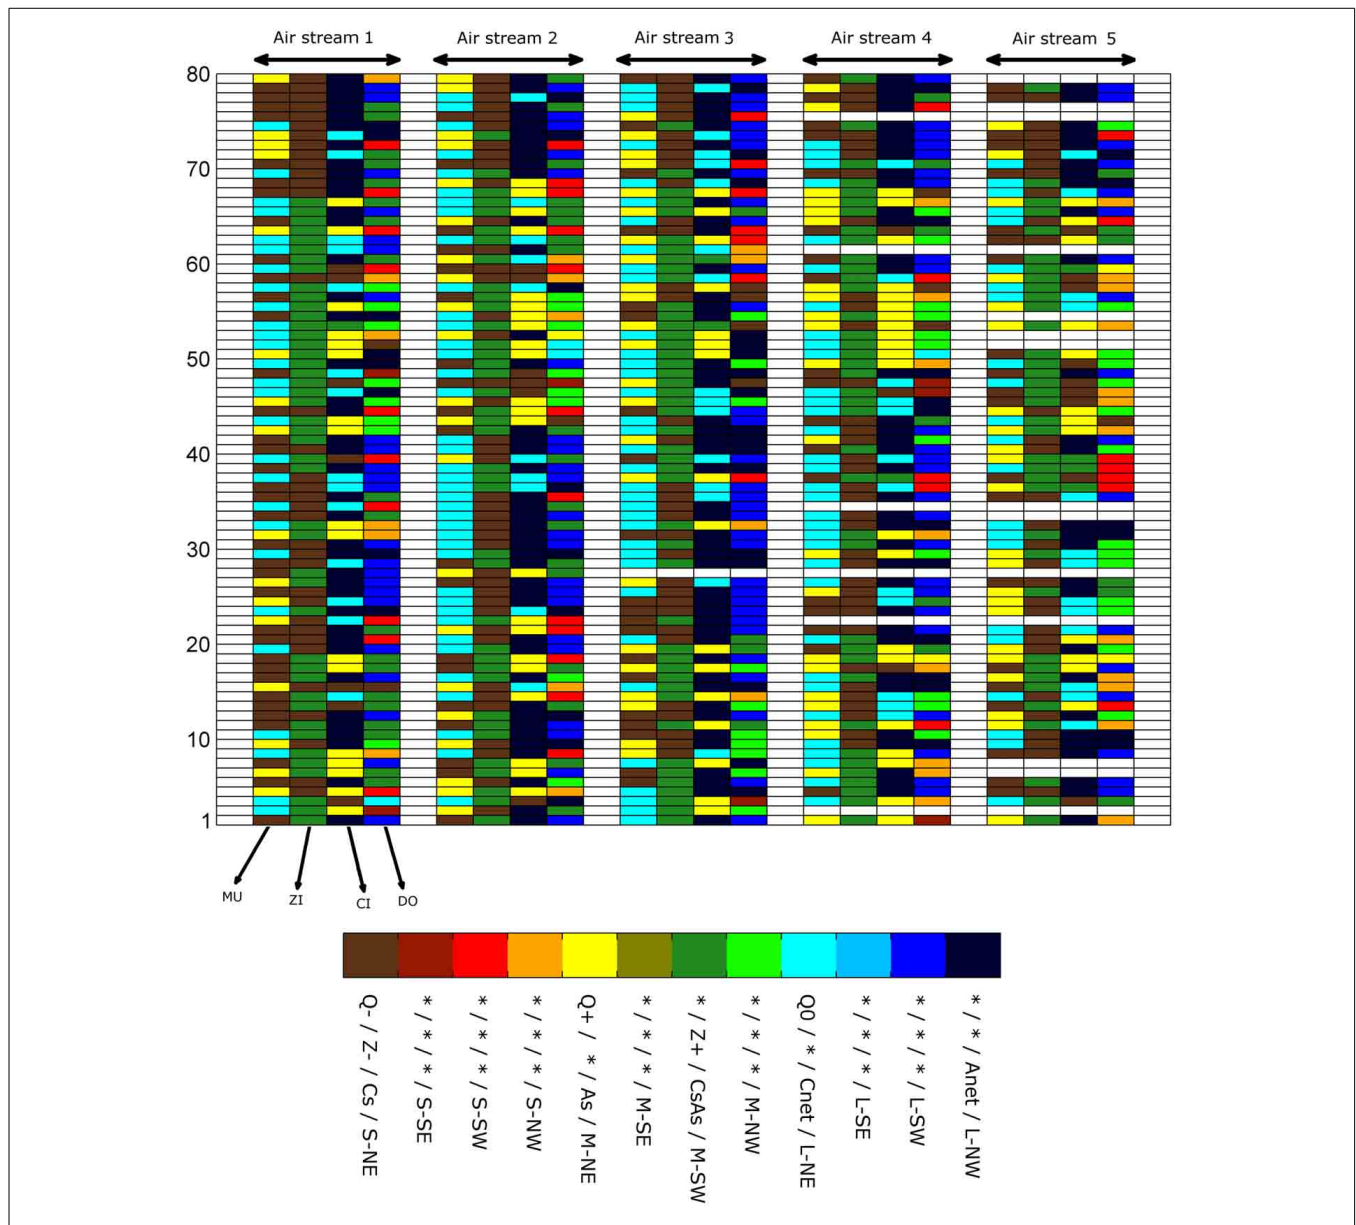 Air stream 1
Air stream 2
Air stream 3
Air stream 4
Air stream 5
80
70
60
50
40
30
20
10
1
MU
ZI
CI
DO
Q- / Z- / Cs / S-NE
* / * / * / S-SE
* / * / * / S-SW
* / * / * / S-NW
Q+ / * / As / M-NE
* / * / * / M-SE
* / Z+ / CsAs / M-SW
* / * / * / M-NW
Q0 / * / Cnet / L-NE
* / * / * / L-SE
* / * / * / L-SW
* / * / Anet / L-NW